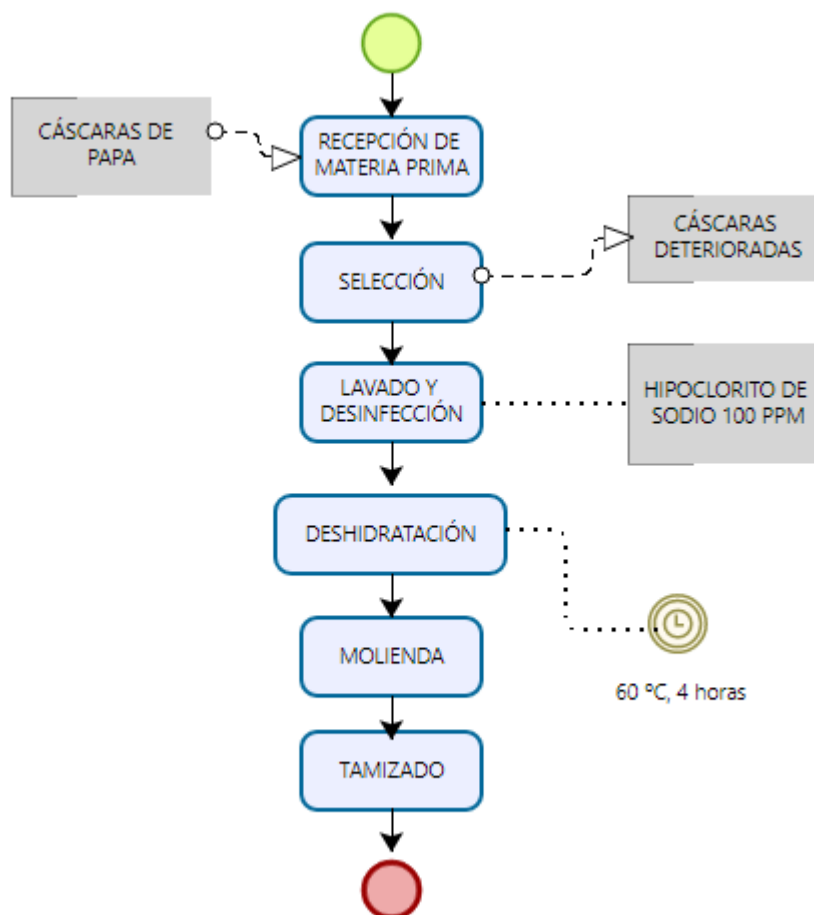 CÁSCARAS DE
PAPA
RECEPCIÓN DE
MATERIA PRIMA
SELECCIÓN
CÁSCARAS
DETERIORADAS
LAVADO Y
DESINFECCIÓN
HIPOCLORITO DE
SODIO 100 PPM
DESHIDRATACIÓN
60 ºC, 4 horas
MOLIENDA
TAMIZADO